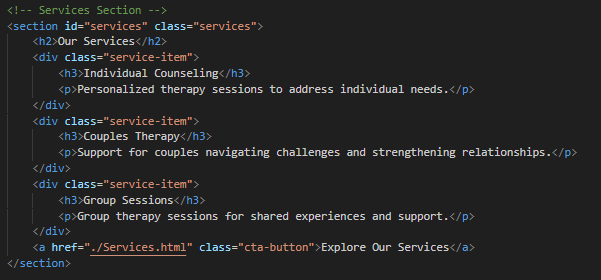 <!-- Services Section -->
<section id="services" class="services">
<h2>Our Services</h2>
<div class="service-item">
<h3>Individual Counseling</h3>
<p>Personalized therapy sessions to address individual needs.</p>
</div>
<div class="service-item">
<h3>Couples Therapy</h3>
<p>Support for couples navigating challenges and strengthening relationships.</p>
</div>
<div class="service-item">
<h3>Group Sessions</h3>
<p>Group therapy sessions for shared experiences and support.</p>
</div>
<a href="./Services.html" class="cta-button">Explore Our Services</a>
</section>